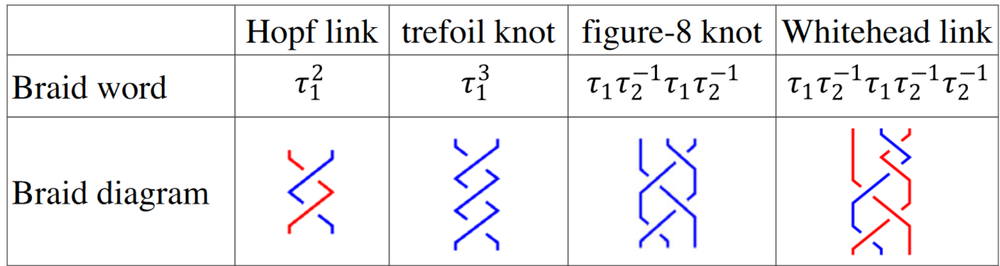 Hopf link trefoil knot figure-8 knot Whitehead link
Braid word τ₁² τ₁³ τ₁τ₂⁻¹τ₁τ₂⁻¹ τ₁τ₂⁻¹τ₁τ₂⁻¹τ₂⁻¹
Braid diagram